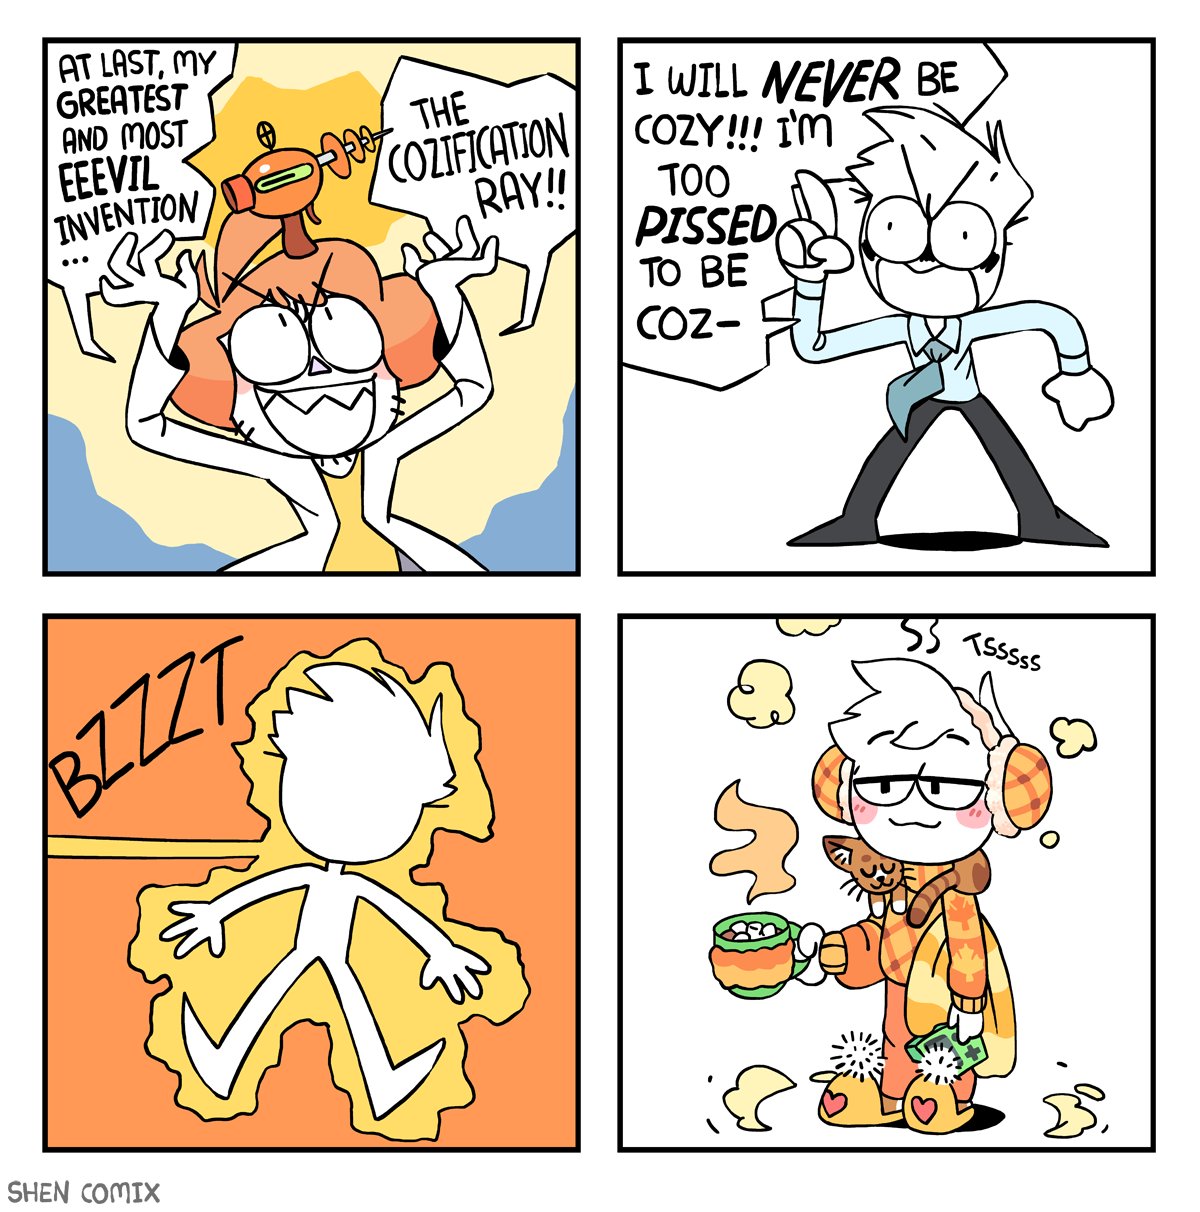 AT LAST, MY
GREATEST
AND MOST
EEEVIL
INVENTION
...
THE
COZIFICATION
RAY!!
I WILL NEVER BE
COZY!!! I'M
TOO
PISSED
TO BE
COZ-
BZZZT
TSSSSS
SHEN COMIX